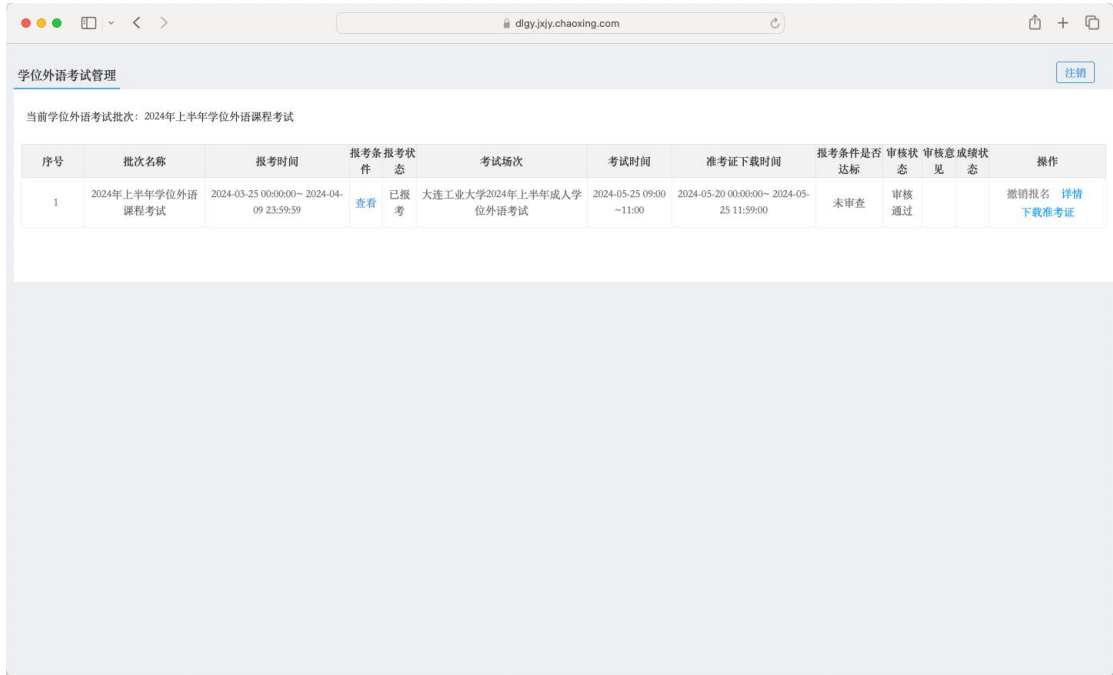 dlgy.jxjy.chaoxing.com
学位外语考试管理
注销
当前学位外语考试批次：2024年上半年学位外语课程考试
序号 批次名称 报考时间 报考条件 报考状态 考试场次 考试时间 准考证下载时间 报考条件是否达标 审核状态 审核意见 成绩状态 操作
1 2024年上半年学位外语课程考试 2024-03-25 00:00:00~ 2024-04-09 23:59:59 查看 已报考 大连工业大学2024年上半年成人学位外语考试 2024-05-25 09:00~11:00 2024-05-20 00:00:00~ 2024-05-25 11:59:00 未审查 审核通过 撤销报名 详情 下载准考证